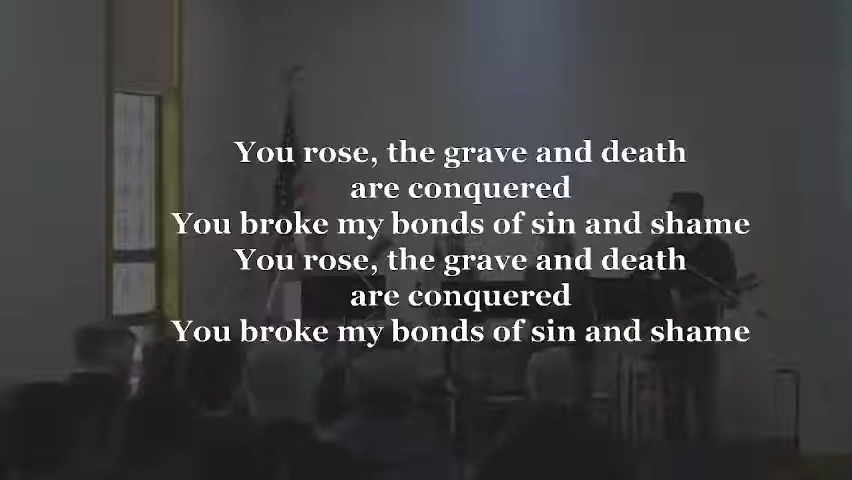 You rose, the grave and death
are conquered
You broke my bonds of sin and shame
You rose, the grave and death
are conquered
You broke my bonds of sin and shame